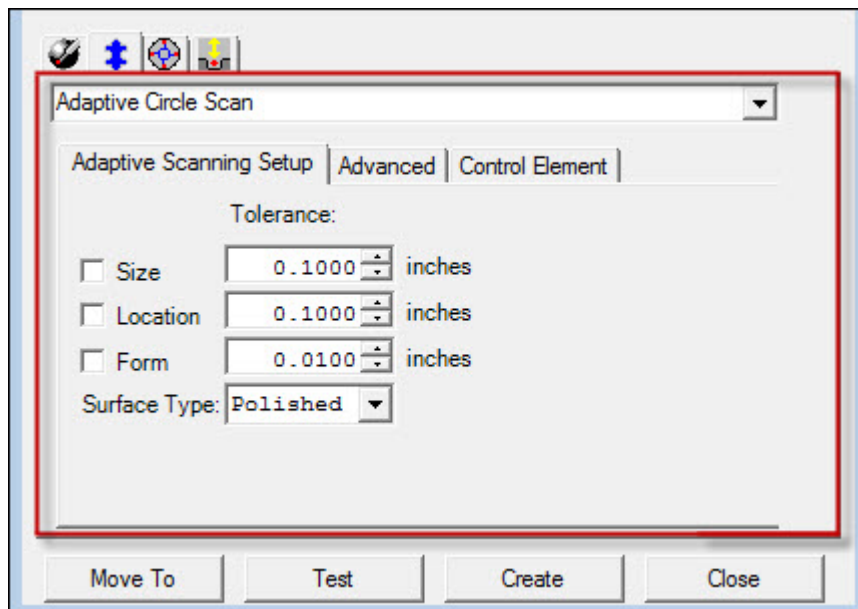 Adaptive Circle Scan
Adaptive Scanning Setup Advanced Control Element
Tolerance:
Size 0.1000 inches
Location 0.1000 inches
Form 0.0100 inches
Surface Type: Polished
Move To Test Create Close